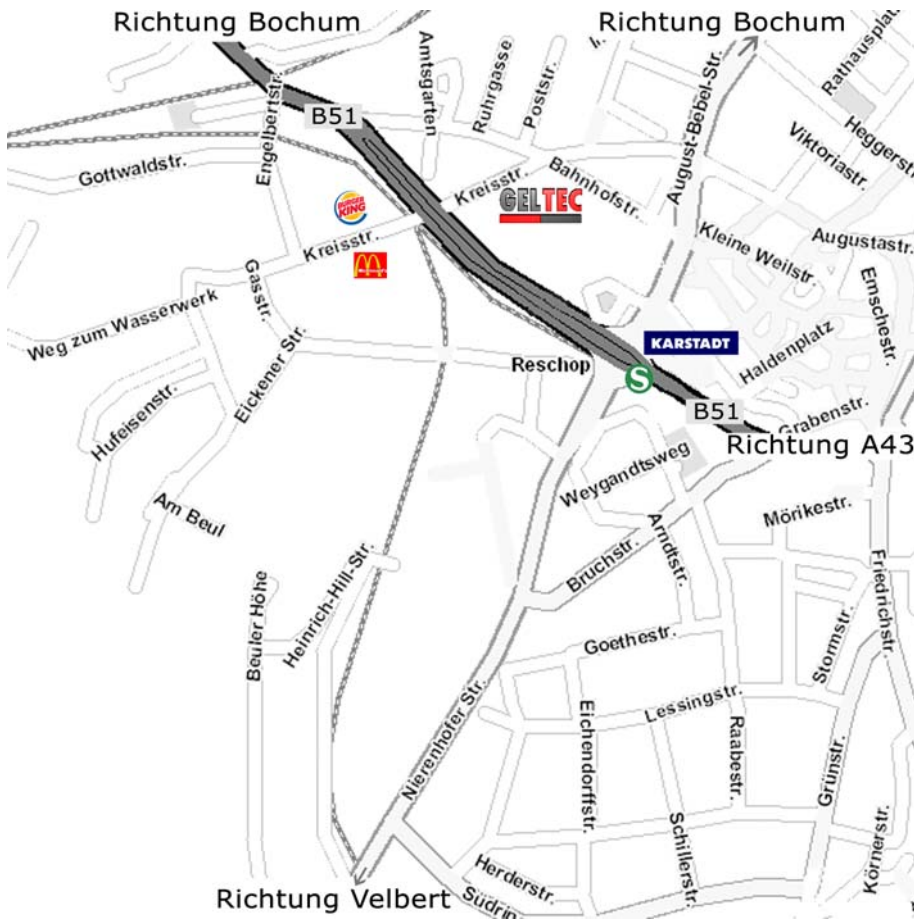 Richtung Bochum
Richtung Bochum
Amtsgarten
Ruhrgasse
Poststr.
August-Bebel-Str.
Rathausplatz
Heggerstr
Viktoriastr.
B51
Engelbertstr.
Gottwaldstr.
Kreisstr.
Bahnhofstr.
BURGER
KING
GELTEC
Kreisstr.
Kleine Weilstr.
Augustastr.
Emschestr.
Gasstr.
Weg zum Wasserwerk
Eickener Str.
Reschop
KARSTADT
S
Haldenplatz
Hufeisenstr.
B51
Grabenstr.
Richtung A43
Weygandtsweg
Am Beul
Mörikestr.
Arndtstr.
Bruchstr.
Heinrich-Hill-Str.
Beuler Höhe
Friedrichstr.
Stormstr.
Goethestr.
Lessingstr.
Nierenhofer Str.
Eichendorffstr.
Raabestr.
Grünstr.
Schillerstr.
Körnerstr.
Herderstr.
Südrin
Richtung Velbert